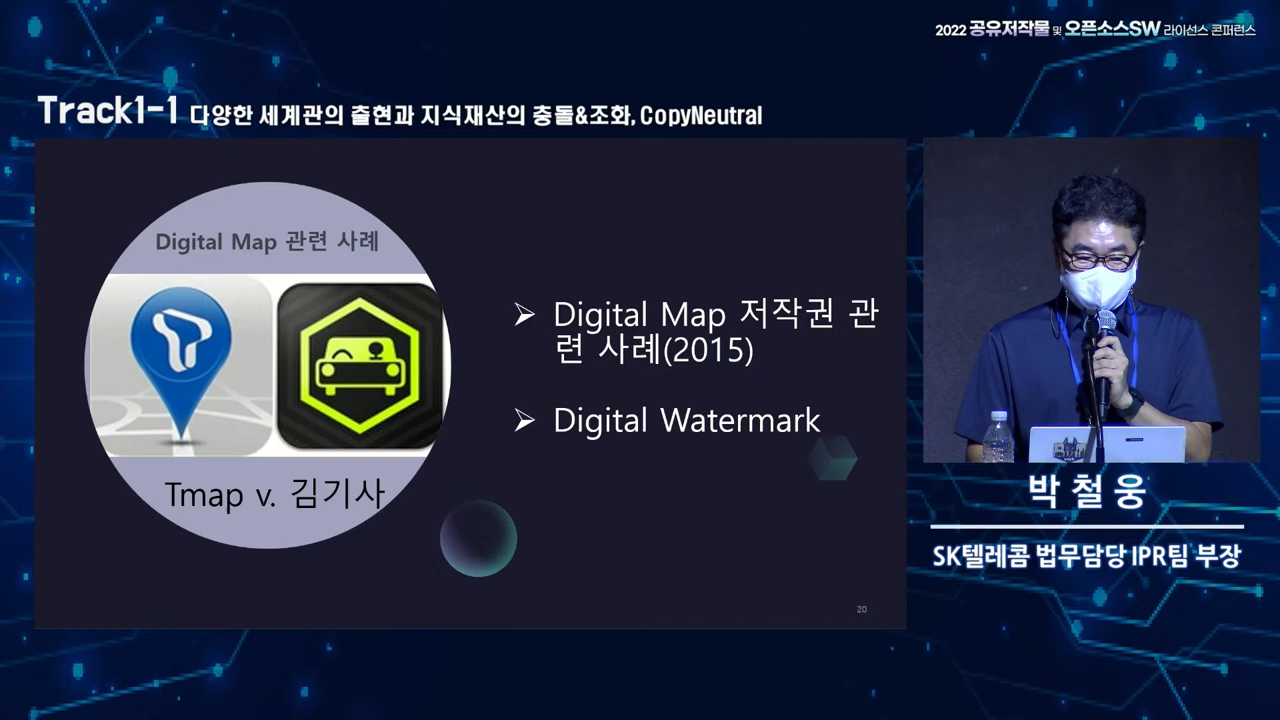 2022 공유저작물 및 오픈소스SW 라이선스 콘퍼런스
Track1-1 다양한 세계관의 출현과 지식재산의 충돌&조화, CopyNeutral
Digital Map 관련 사례
Tmap v. 김기사
➢ Digital Map 저작권 관
련 사례(2015)
➢ Digital Watermark
20
박철웅
SK텔레콤 법무담당 IPR팀 부장